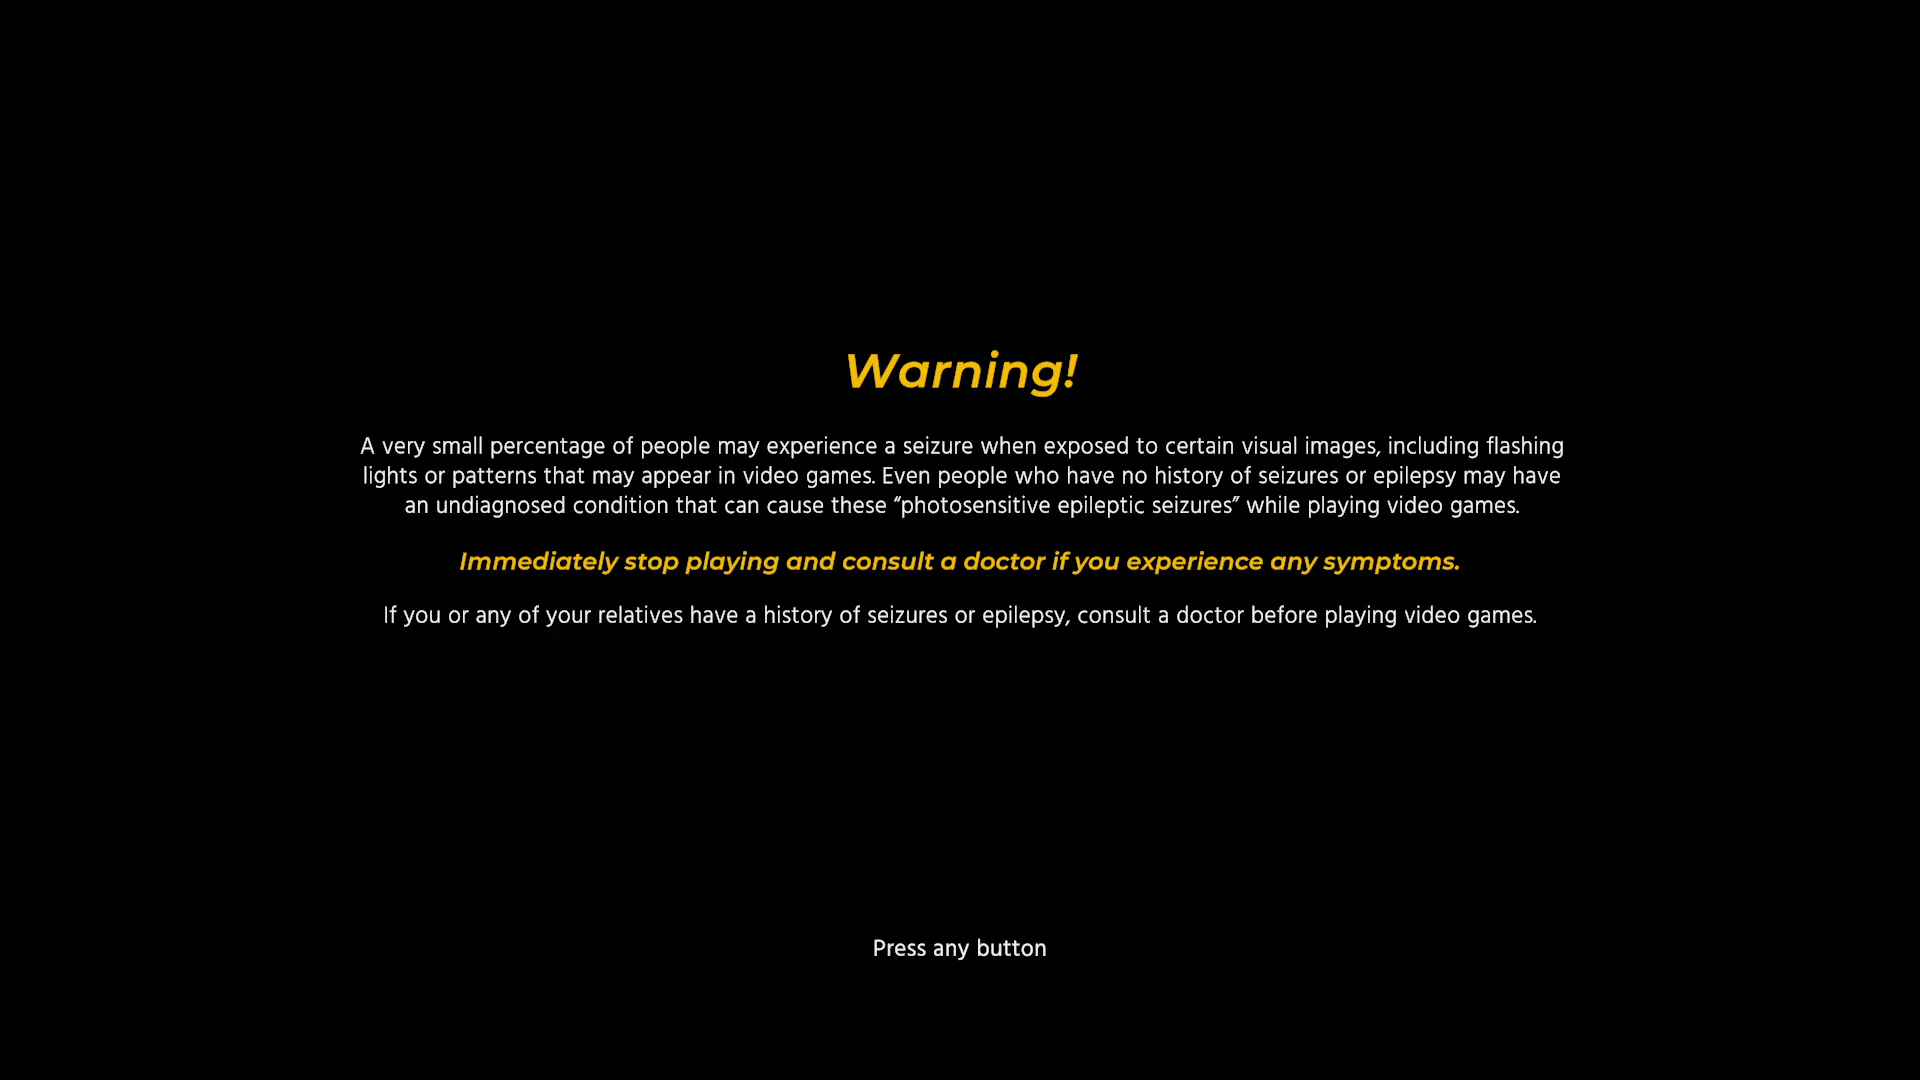 Warning!
A very small percentage of people may experience a seizure when exposed to certain visual images, including flashing
lights or patterns that may appear in video games. Even people who have no history of seizures or epilepsy may have
an undiagnosed condition that can cause these “photosensitive epileptic seizures” while playing video games.
Immediately stop playing and consult a doctor if you experience any symptoms.
If you or any of your relatives have a history of seizures or epilepsy, consult a doctor before playing video games.
Press any button